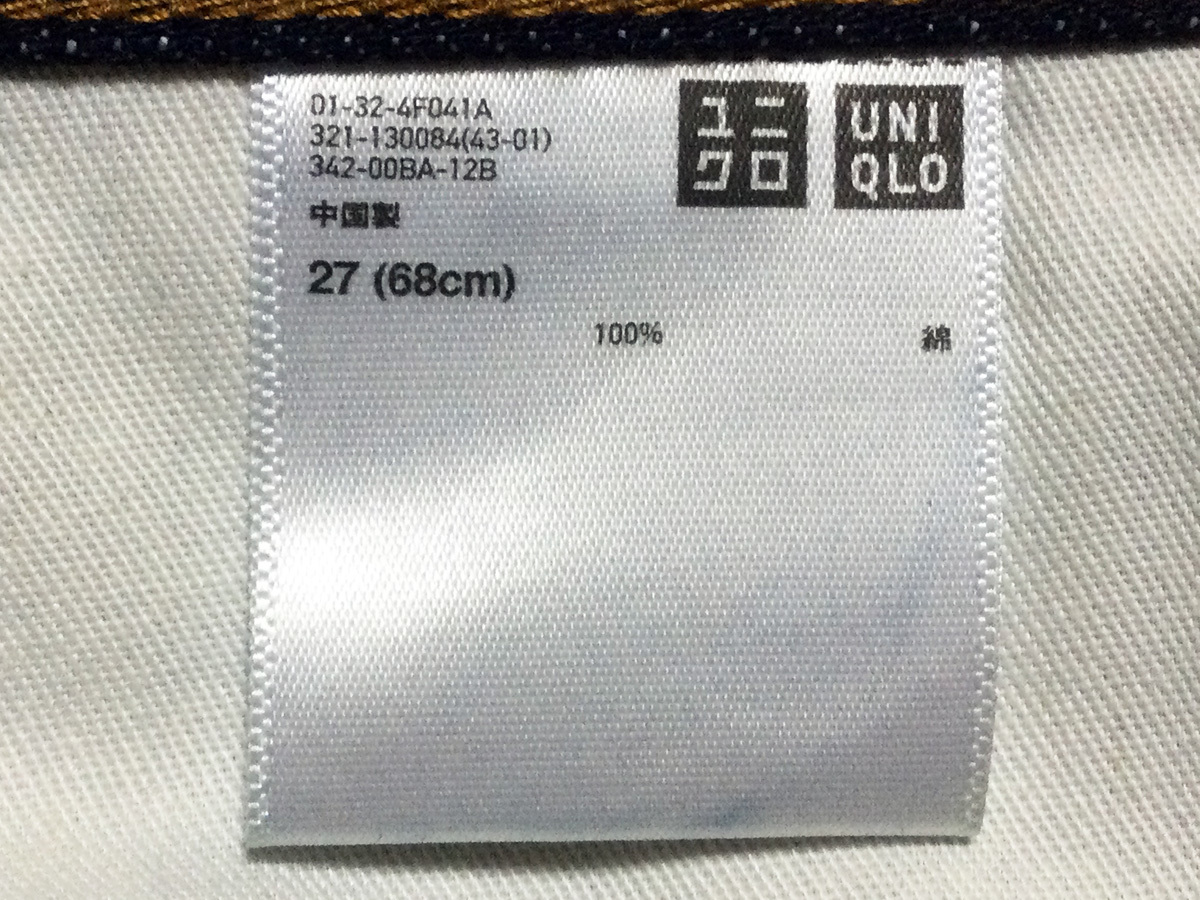 01-32-4F041A
321-130084(43-01)
342-00BA-12B
中国製
27 (68cm)
ユニ
クロ
UNI
QLO
100% 綿